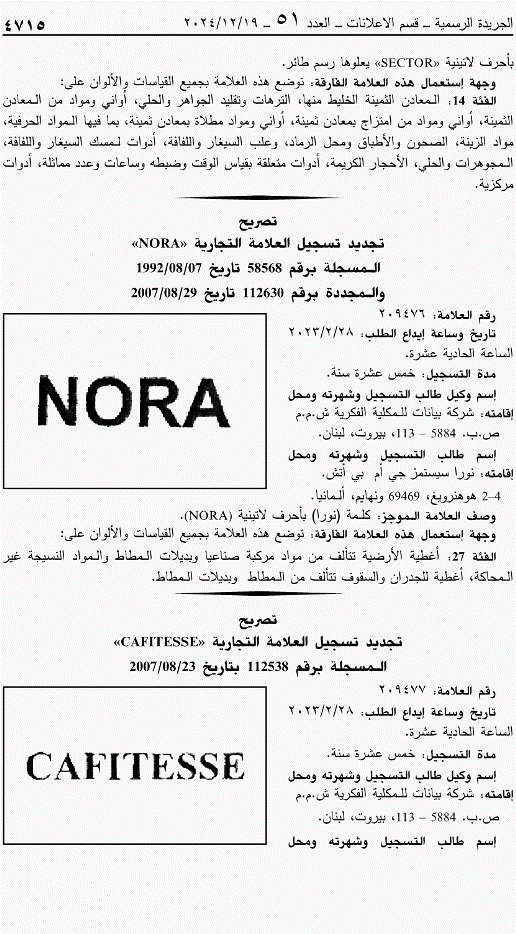 الجريدة الرسمية ـ قسم الاعلانات ـ العدد ٥١ ـ ٢٠٢٤/١٢/١٩
٤٧١٥
بأحرف لاتينية «SECTOR» يعلوها رسم طائر.
وجهة إستعمال هذه العلامة الفارقة: توضع هذه العلامة بجميع القياسات والألوان على:
الفئة 14: المعادن الثمينة الخليط منها، الترهات وتقليد الجواهر والحلي، أواني ومواد من المعادن
الثمينة، أواني ومواد من امتزاج بمعادن ثمينة، أواني ومواد مطلاة بمعادن ثمينة، بما فيها المواد الحرفية،
مواد الزينة، الصحون والأطباق ومحل الرماد، وعلب السيغار واللفافة، أدوات لمسك السيغار واللفافة،
المجوهرات والحلي، الأحجار الكريمة، أدوات متعلقة بقياس الوقت وضبطه وساعات وعدد مماثلة، أدوات
مركزية.
تصريح
تجديد تسجيل العلامة التجارية «NORA»
المسجلة برقم 58568 تاريخ 1992/08/07
والمجددة برقم 112630 تاريخ 2007/08/29
رقم العلامة: ٢٠٩٤٧٦
تاريخ وساعة إيداع الطلب: ٢٠٢٣/٢/٢٨
الساعة الحادية عشرة.
مدة التسجيل: خمس عشرة سنة.
إسم وكيل طالب التسجيل وشهرته ومحل
إقامته: شركة بيانات للمكلية الفكرية ش.م.م
ص.ب. 5884 – 113، بيروت، لبنان.
إسم طالب التسجيل وشهرته ومحل
إقامته: نورا سيستمز جي أم بي أتش.
2–4 هوهنرويغ، 69469 ونهايم، ألمانيا.
NORA
وصف العلامة الموجز: كلمة (نورا) بأحرف لاتينية (NORA).
وجهة إستعمال هذه العلامة الفارقة: توضع هذه العلامة بجميع القياسات والألوان على:
الفئة 27: أغطية الأرضية تتألف من مواد مركبة صناعيا وبديلات المطاط والمواد النسيجة غير
المحاكة، أغطية للجدران والسقوف تتألف من المطاط وبديلات المطاط.
تصريح
تجديد تسجيل العلامة التجارية «CAFITESSE»
المسجلة برقم 112538 بتاريخ 2007/08/23
رقم العلامة: ٢٠٩٤٧٧
تاريخ وساعة إيداع الطلب: ٢٠٢٣/٢/٢٨
الساعة الحادية عشرة.
مدة التسجيل: خمس عشرة سنة.
إسم وكيل طالب التسجيل وشهرته ومحل
إقامته: شركة بيانات للمكلية الفكرية ش.م.م
ص.ب. 5884 – 113، بيروت، لبنان.
إسم طالب التسجيل وشهرته ومحل
CAFITESSE